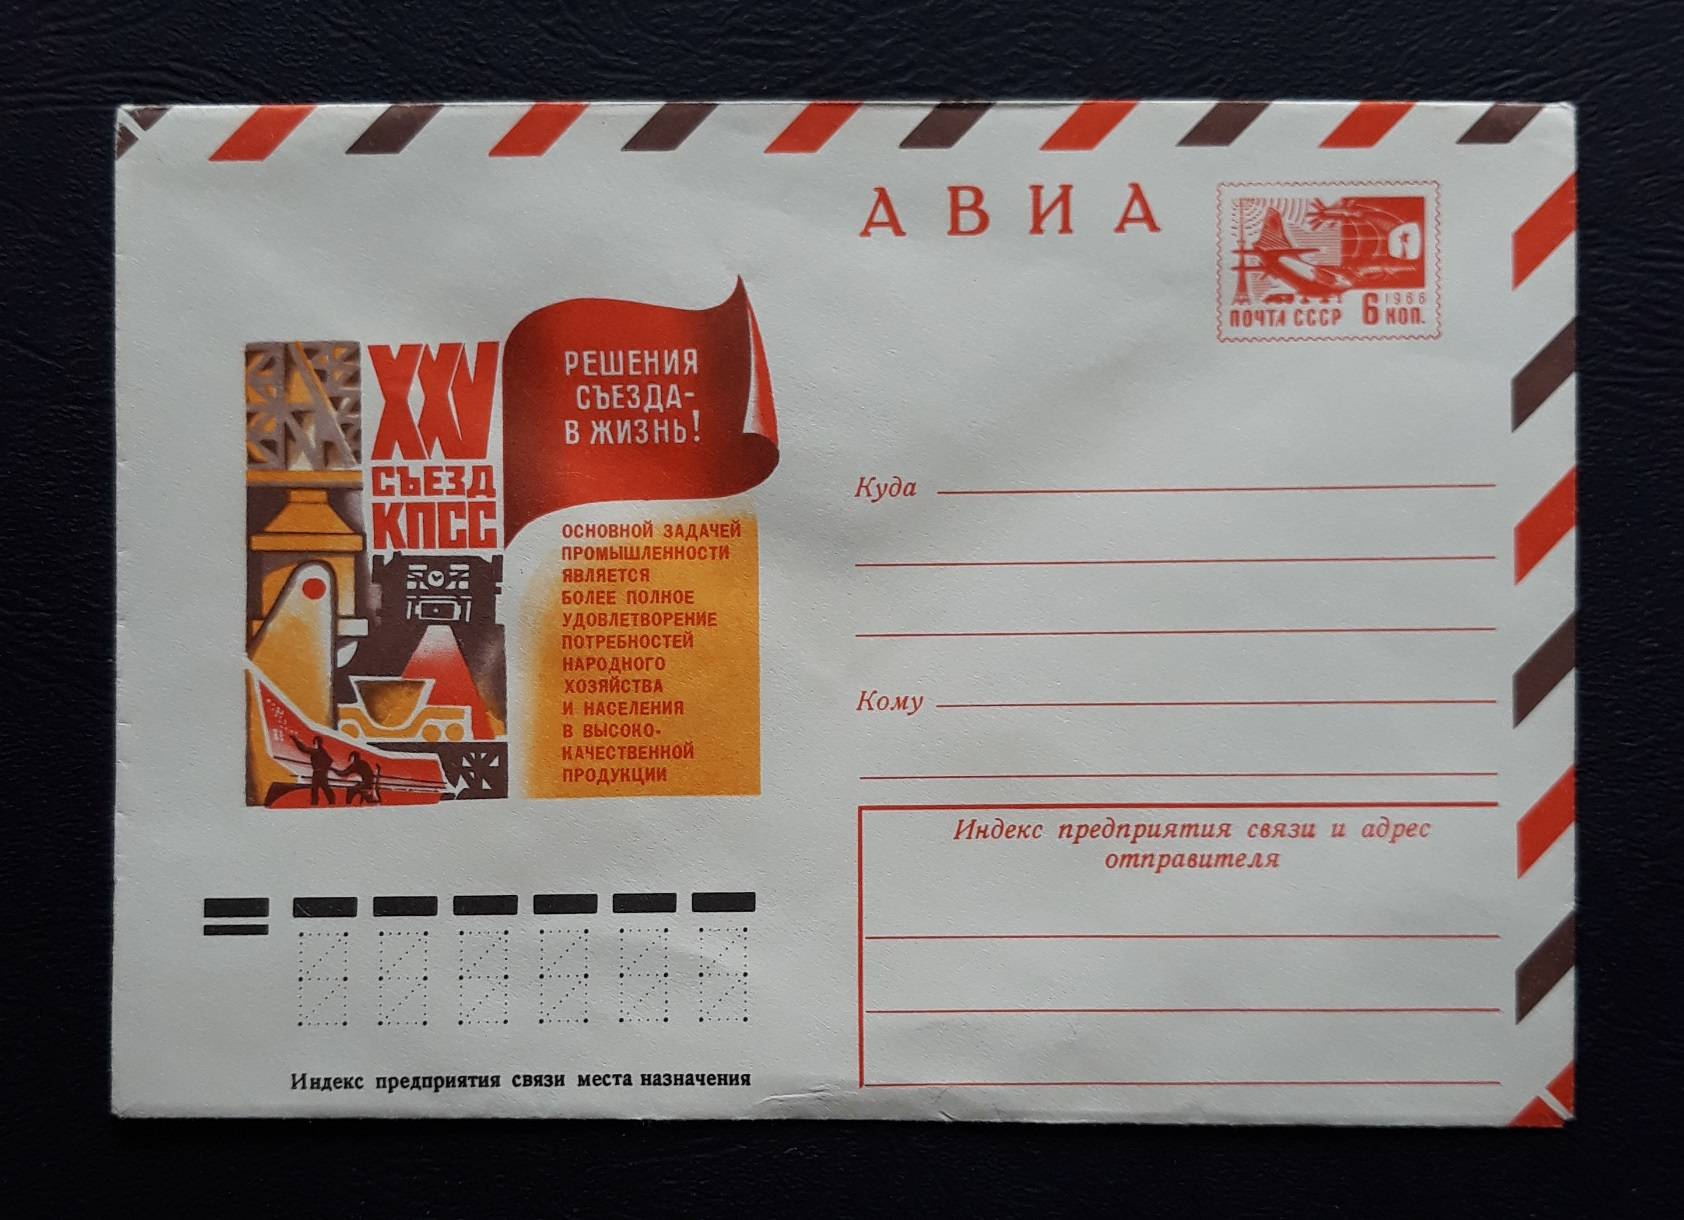 АВИА
ПОЧТА СССР 6 КОП.
1966
XXV
СЪЕЗД
КПСС
РЕШЕНИЯ
СЪЕЗДА-
В ЖИЗНЬ!
ОСНОВНОЙ ЗАДАЧЕЙ
ПРОМЫШЛЕННОСТИ
ЯВЛЯЕТСЯ
БОЛЕЕ ПОЛНОЕ
УДОВЛЕТВОРЕНИЕ
ПОТРЕБНОСТЕЙ
НАРОДНОГО
ХОЗЯЙСТВА
И НАСЕЛЕНИЯ
В ВЫСОКО-
КАЧЕСТВЕННОЙ
ПРОДУКЦИИ
Куда
Кому
Индекс предприятия связи и адрес
отправителя
Индекс предприятия связи места назначения